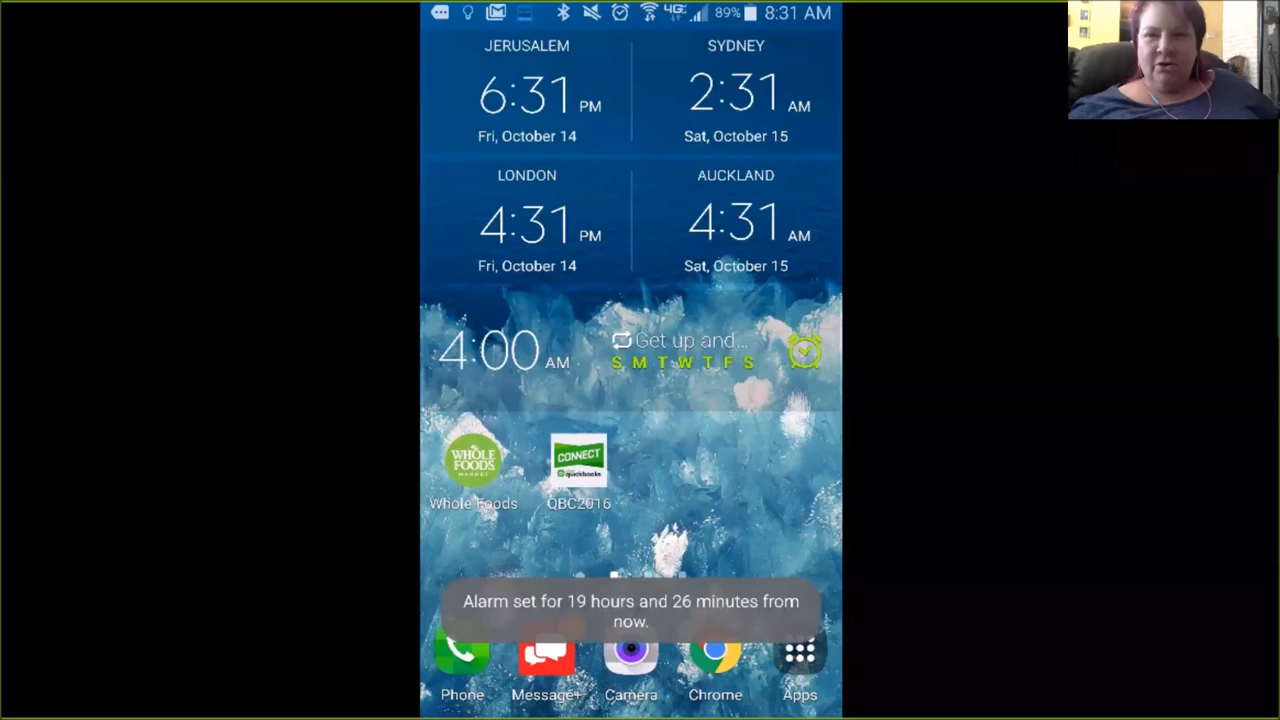 4G 89% 8:31 AM
JERUSALEM
6:31 PM
Fri, October 14
SYDNEY
2:31 AM
Sat, October 15
LONDON
4:31 PM
Fri, October 14
AUCKLAND
4:31 AM
Sat, October 15
4:00 AM
Get up and...
S M T W T F S
WHOLE
FOODS
MARKET
Whole Foods
CONNECT
quickbooks
QBC2016
Alarm set for 19 hours and 26 minutes from
now.
Phone
Message+
Camera
Chrome
Apps